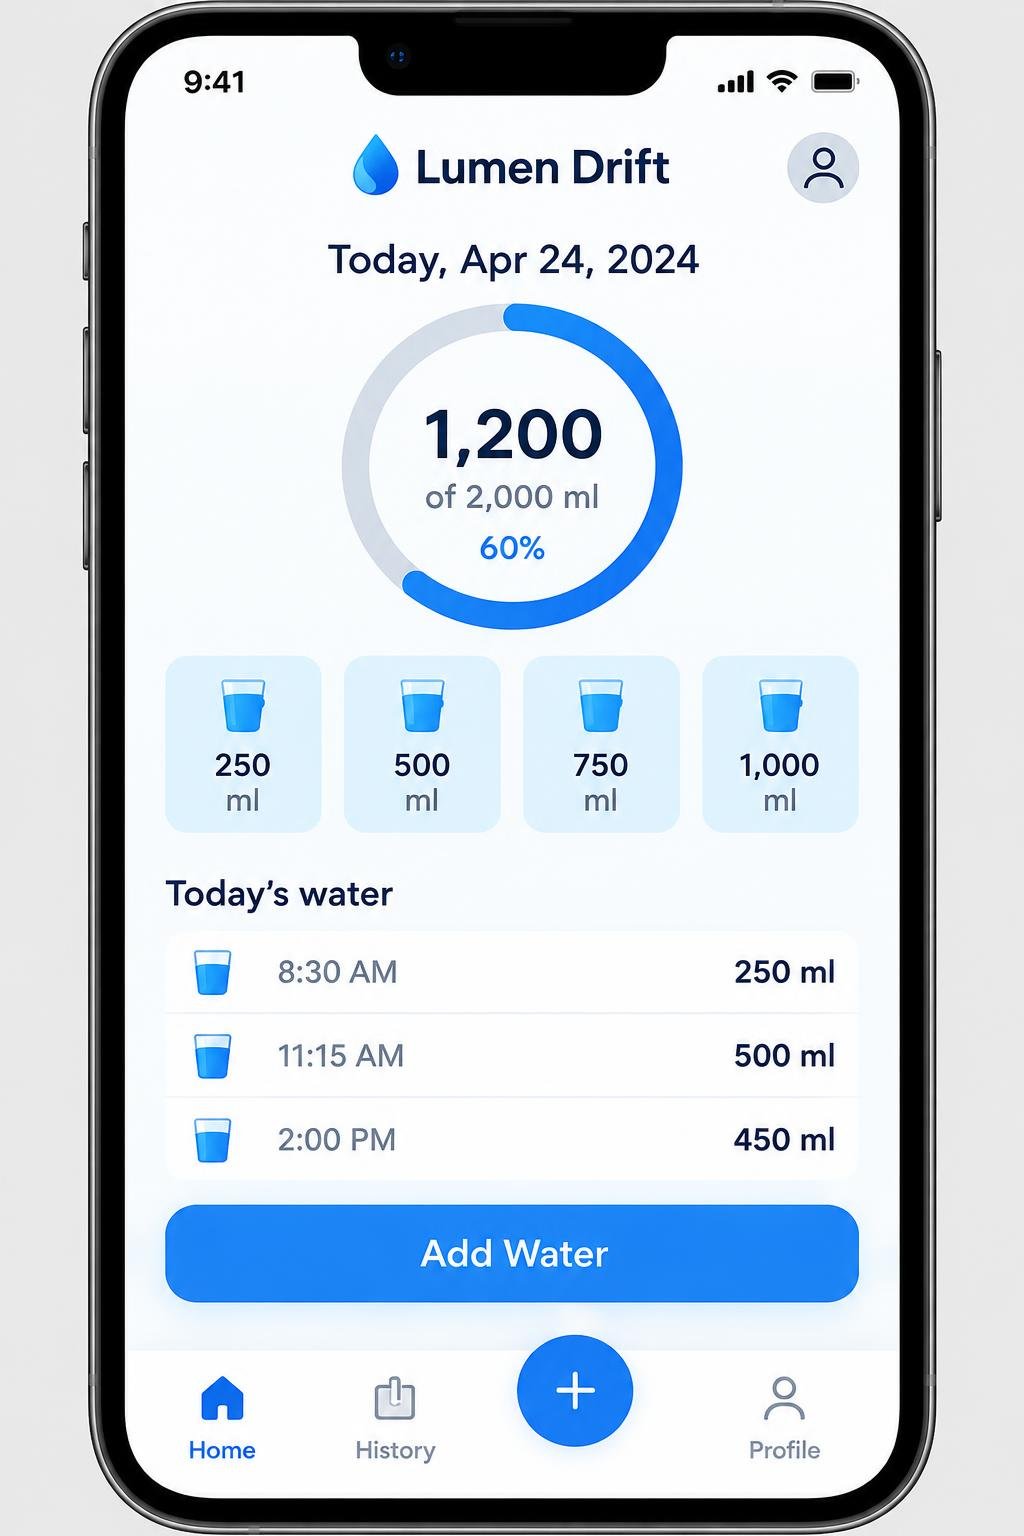 9:41
Lumen Drift
Today, Apr 24, 2024
1,200
of 2,000 ml
60%
250
ml
500
ml
750
ml
1,000
ml
Today's water
8:30 AM
250 ml
11:15 AM
500 ml
2:00 PM
450 ml
Add Water
Home
History
Profile